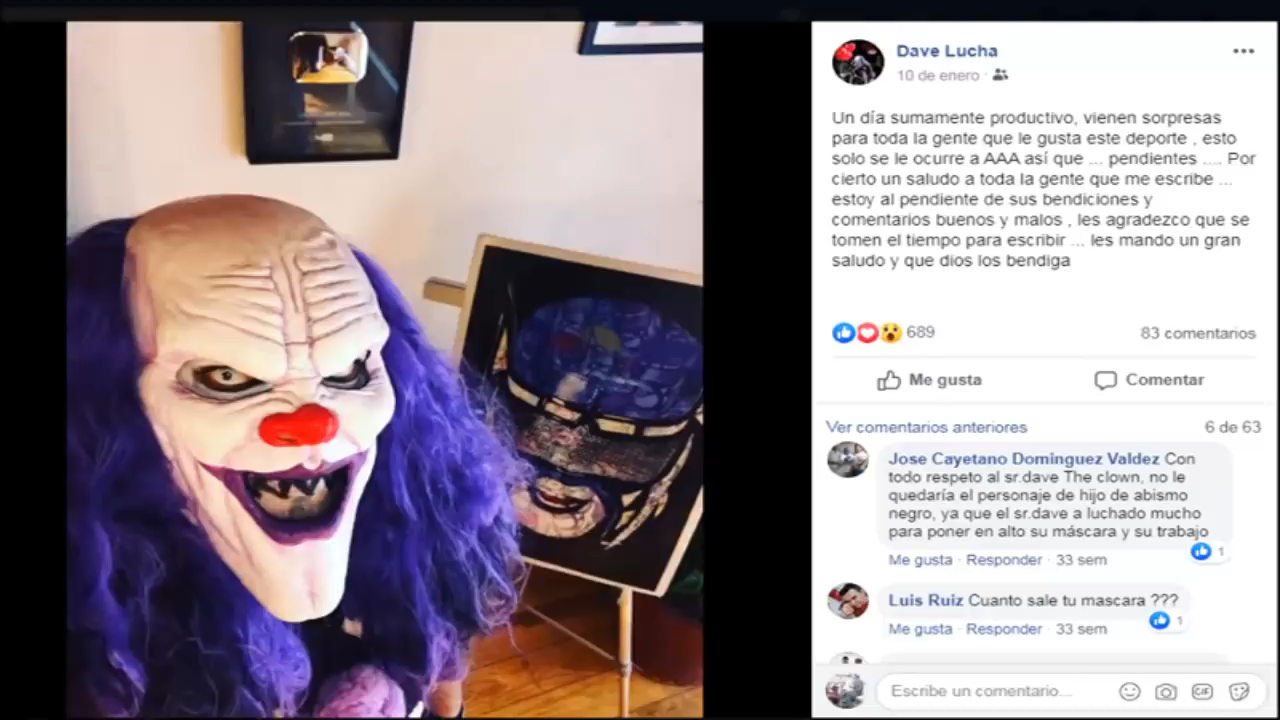 Dave Lucha
10 de enero ·
Un día sumamente productivo, vienen sorpresas
para toda la gente que le gusta este deporte , esto
solo se le ocurre a AAA así que ... pendientes .... Por
cierto un saludo a toda la gente que me escribe ...
estoy al pendiente de sus bendiciones y
comentarios buenos y malos , les agradezco que se
tomen el tiempo para escribir ... les mando un gran
saludo y que dios los bendiga
689
83 comentarios
Me gusta
Comentar
Ver comentarios anteriores
6 de 63
Jose Cayetano Dominguez Valdez Con
todo respeto al sr.dave The clown, no le
quedaría el personaje de hijo de abismo
negro, ya que el sr.dave a luchado mucho
para poner en alto su máscara y su trabajo
1
Me gusta · Responder · 33 sem
Luis Ruiz Cuanto sale tu mascara ???
1
Me gusta · Responder · 33 sem
Escribe un comentario...
GIF